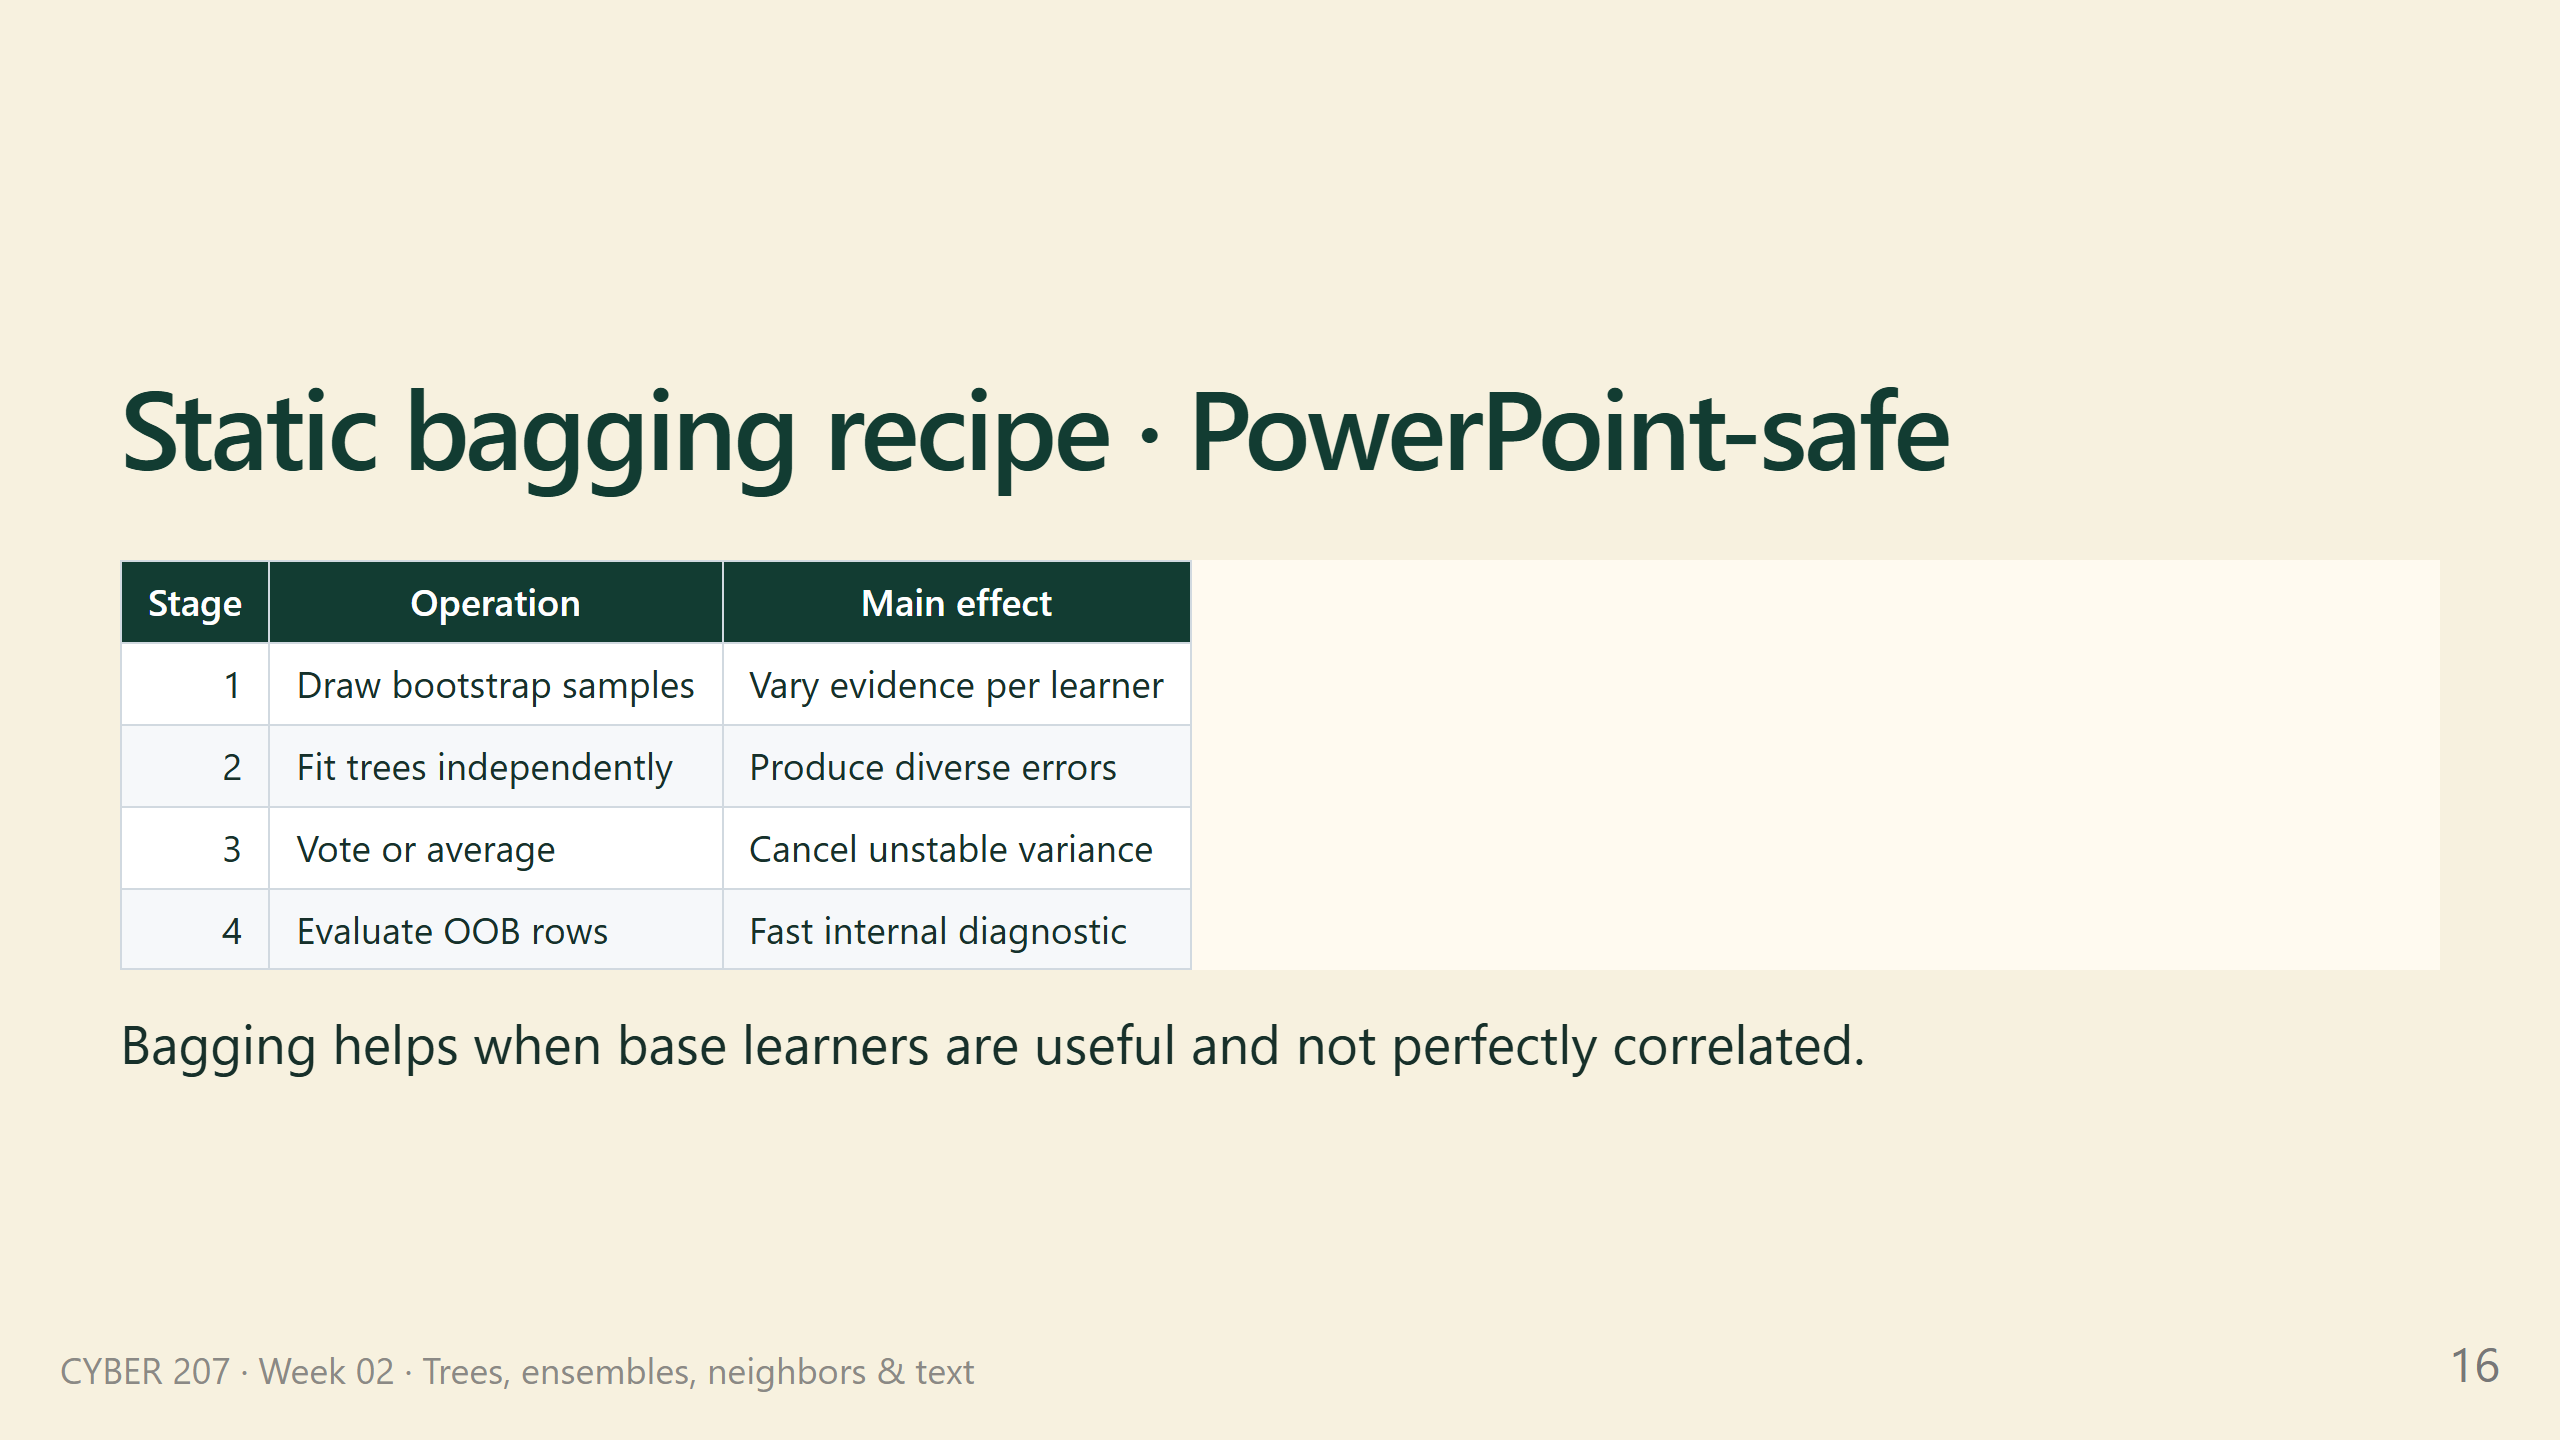 Static bagging recipe · PowerPoint-safe
Stage Operation Main effect
1 Draw bootstrap samples Vary evidence per learner
2 Fit trees independently Produce diverse errors
3 Vote or average Cancel unstable variance
4 Evaluate OOB rows Fast internal diagnostic
Bagging helps when base learners are useful and not perfectly correlated.
CYBER 207 · Week 02 · Trees, ensembles, neighbors & text
16